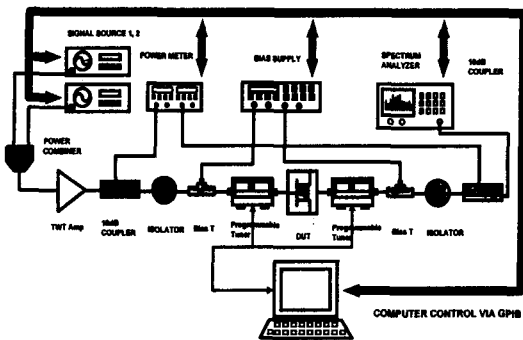 SIGNAL SOURCE 1, 2
POWER METER
BIAS SUPPLY
SPECTRUM
ANALYZER
10dB
COUPLER
POWER
COMBINER
TWT Amp
10dB
COUPLER
ISOLATOR
Bias T
Programmable
Tuner
DUT
Programmable
Tuner
Bias T
ISOLATOR
COMPUTER CONTROL VIA GPIB